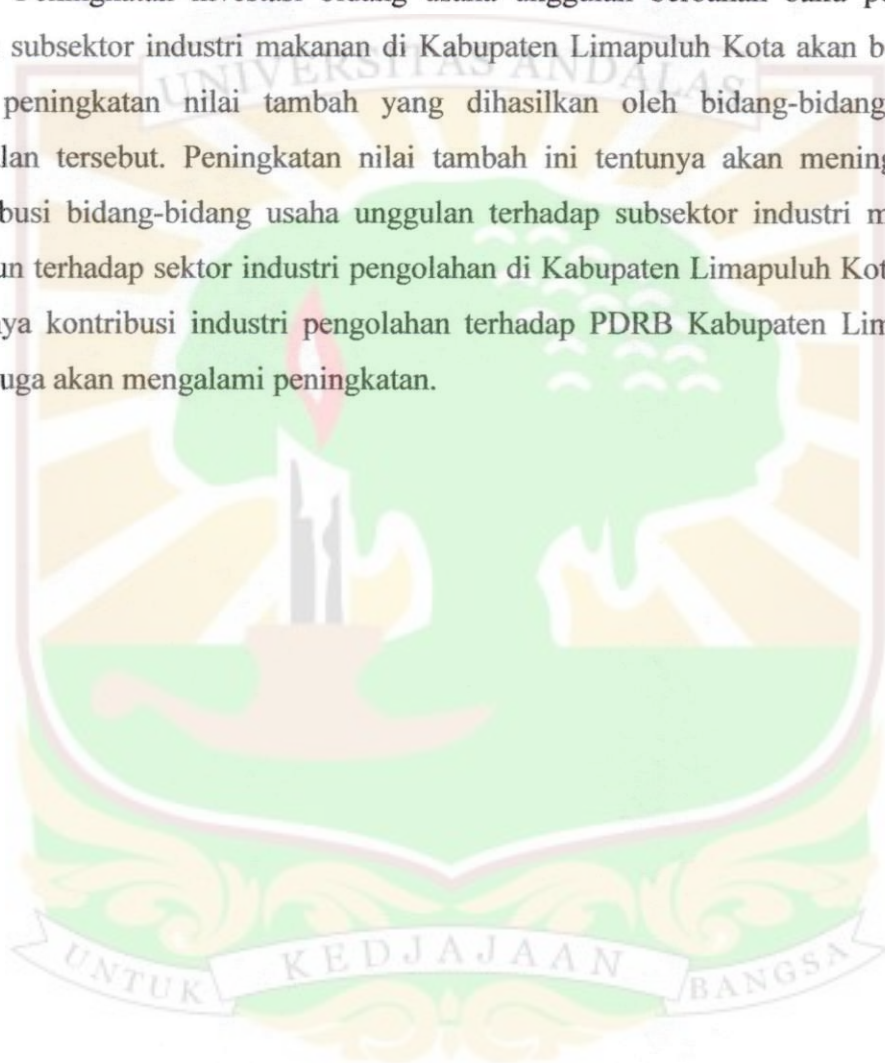 subsektor industri makanan di Kabupaten Limapuluh Kota akan b
peningkatan nilai tambah yang dihasilkan oleh bidang-bidang
lan tersebut. Peningkatan nilai tambah ini tentunya akan mening
busi bidang-bidang usaha unggulan terhadap subsektor industri m
un terhadap sektor industri pengolahan di Kabupaten Limapuluh Kot
ya kontribusi industri pengolahan terhadap PDRB Kabupaten Lim
uga akan mengalami peningkatan.
UNIVERSITAS ANDALAS
UNTUK KEDJAJAAN BANGSA